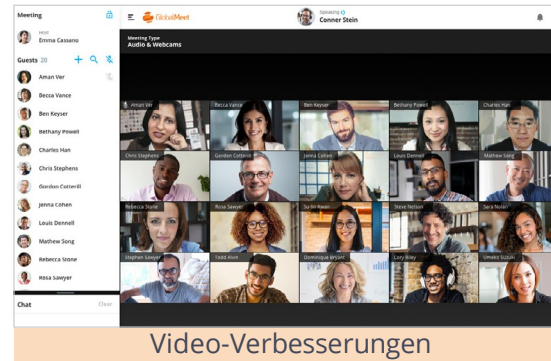 Meeting
Host
Emma Cassano
Guests 20
Aman Ver
Becca Vance
Ben Keyser
Bethany Powell
Charles Han
Chris Stephens
Gordon Cotterill
Jenna Cohen
Louis Dennell
Mathew Song
Rebecca Stone
Rosa Sawyer
Chat Clear
GlobalMeet
Speaking
Conner Stein
Meeting Type
Audio & Webcams
Aman Ver Becca Vance Ben Keyser Bethany Powell Charles Han
Chris Stephens Gordon Cotterill Jenna Cohen Louis Dennell Mathew Song
Rebecca Stone Rosa Sawyer Su-Jin Kwan Steve Nelson Sara Nolan
Stephen Sawyer Todd Alvin Dominique Bryant Lory Riley Umeko Suzuki
Video-Verbesserungen